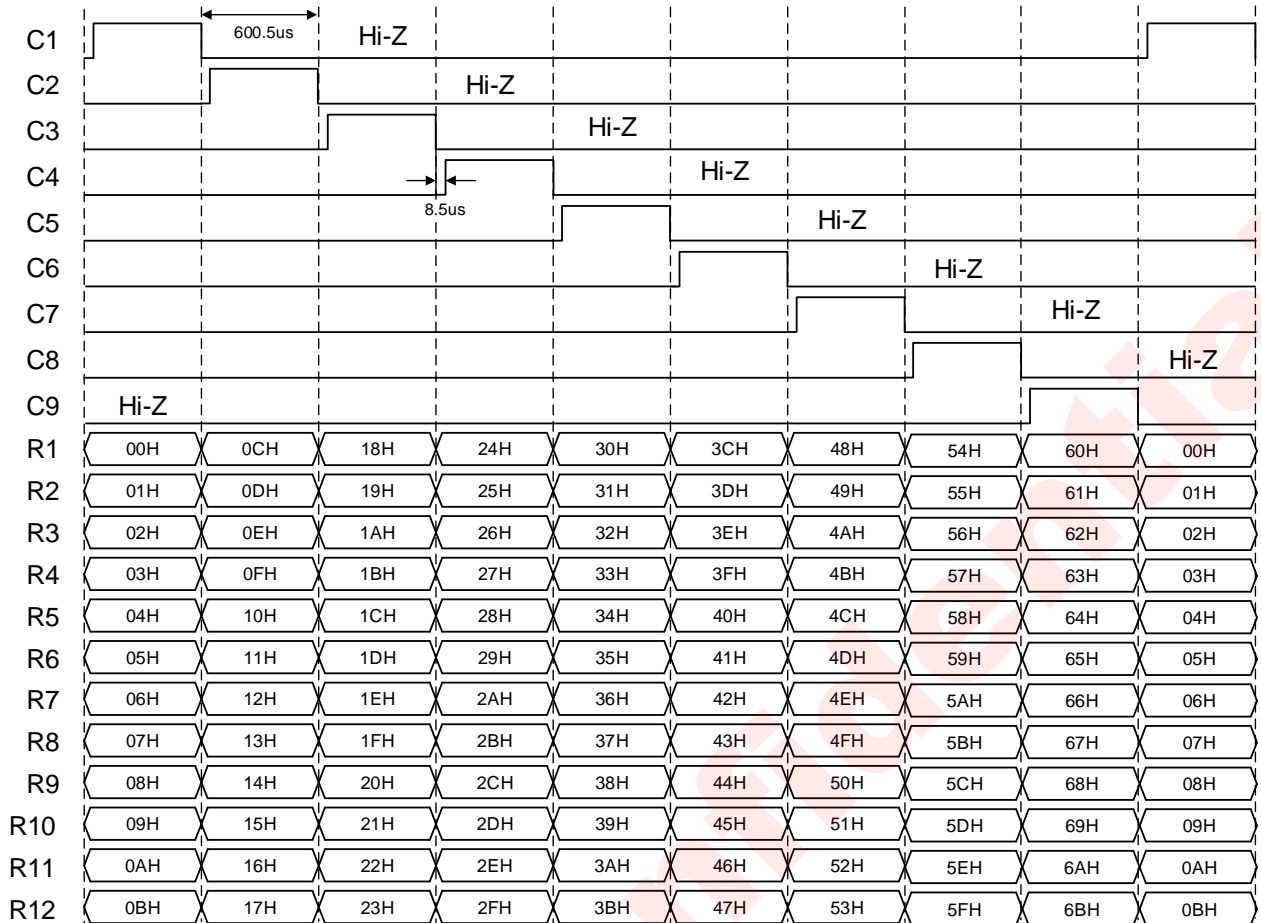 C1 600.5us Hi-Z
C2 Hi-Z
C3 Hi-Z
C4 Hi-Z
8.5us
C5 Hi-Z
C6 Hi-Z
C7 Hi-Z
C8 Hi-Z
C9 Hi-Z
R1 00H 0CH 18H 24H 30H 3CH 48H 54H 60H 00H
R2 01H 0DH 19H 25H 31H 3DH 49H 55H 61H 01H
R3 02H 0EH 1AH 26H 32H 3EH 4AH 56H 62H 02H
R4 03H 0FH 1BH 27H 33H 3FH 4BH 57H 63H 03H
R5 04H 10H 1CH 28H 34H 40H 4CH 58H 64H 04H
R6 05H 11H 1DH 29H 35H 41H 4DH 59H 65H 05H
R7 06H 12H 1EH 2AH 36H 42H 4EH 5AH 66H 06H
R8 07H 13H 1FH 2BH 37H 43H 4FH 5BH 67H 07H
R9 08H 14H 20H 2CH 38H 44H 50H 5CH 68H 08H
R10 09H 15H 21H 2DH 39H 45H 51H 5DH 69H 09H
R11 0AH 16H 22H 2EH 3AH 46H 52H 5EH 6AH 0AH
R12 0BH 17H 23H 2FH 3BH 47H 53H 5FH 6BH 0BH
nfidentia